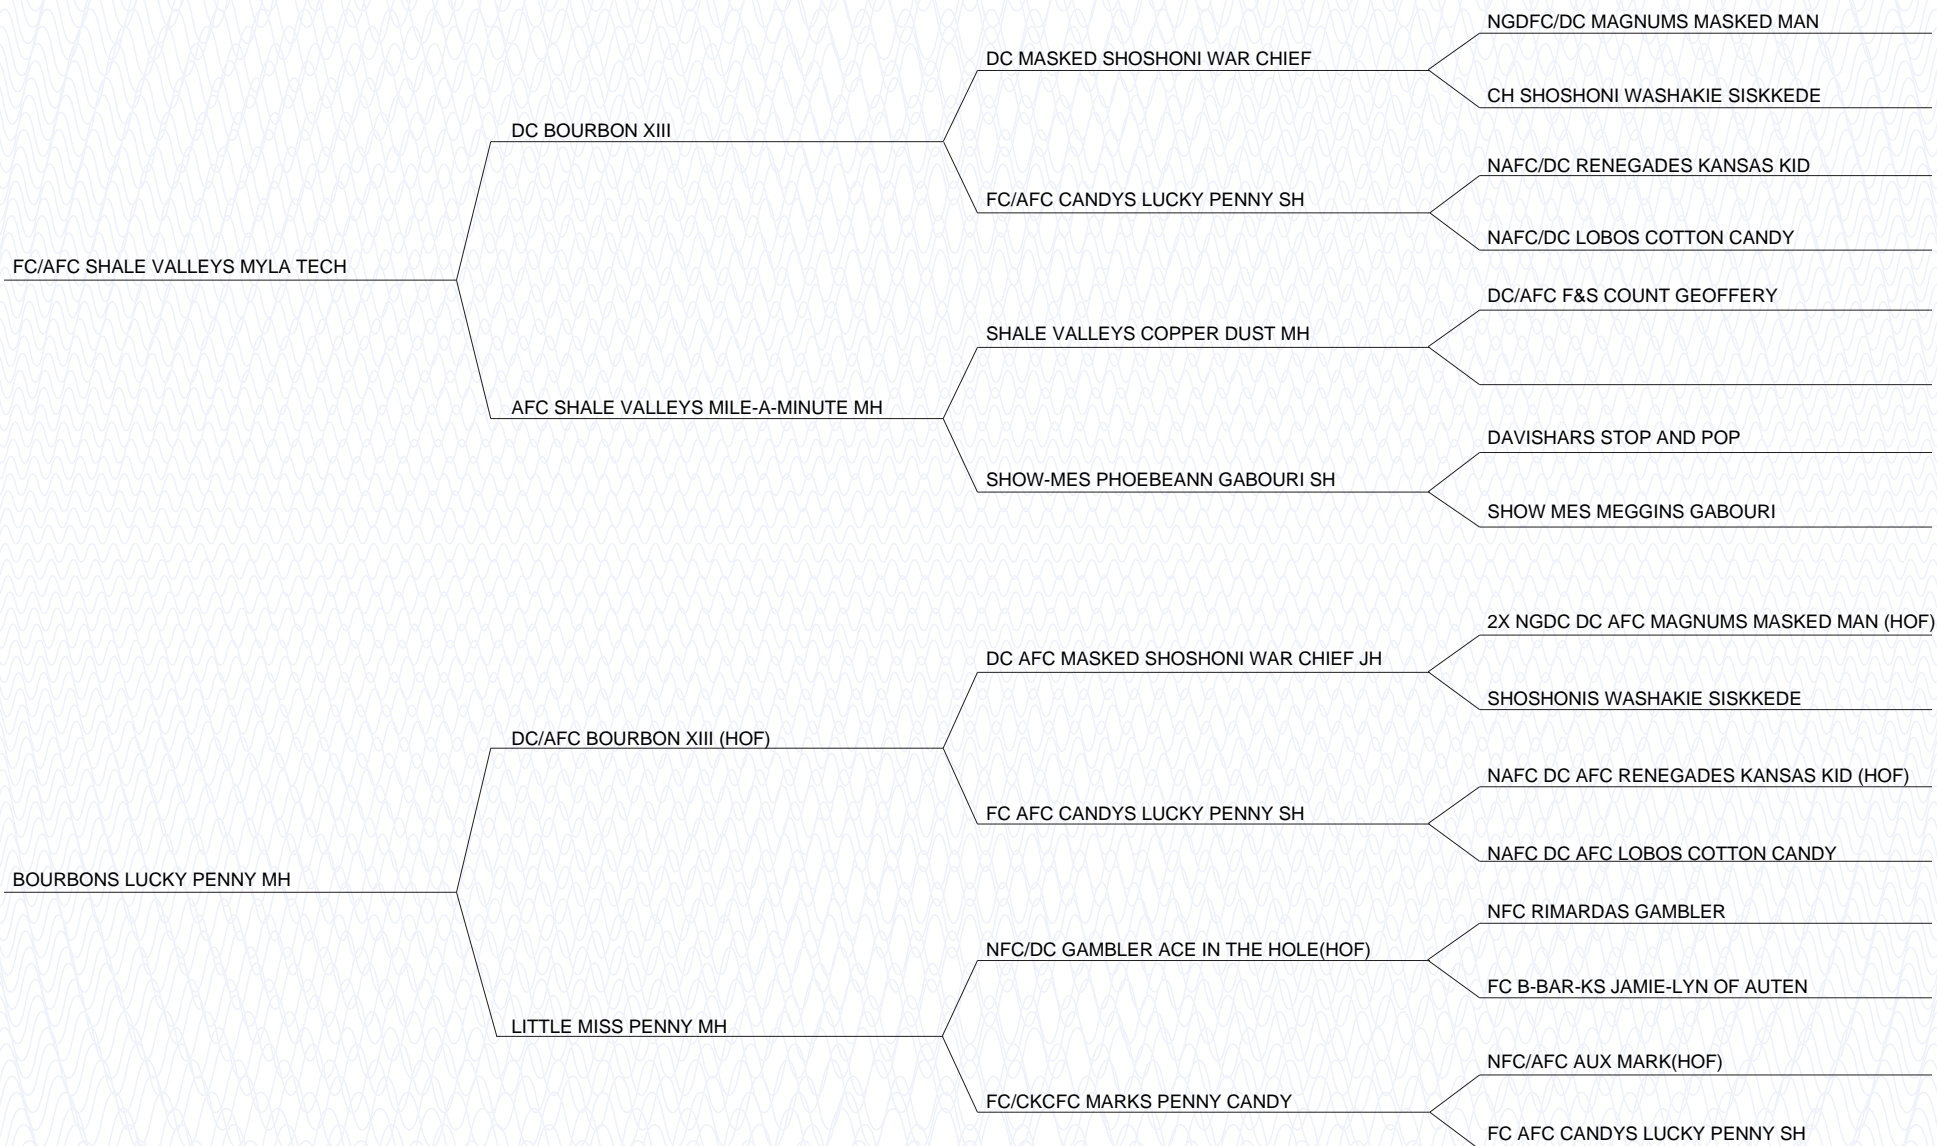 NGDFC/DC MAGNUMS MASKED MAN
DC MASKED SHOSHONI WAR CHIEF
CH SHOSHONI WASHAKIE SISKKEDE
DC BOURBON XIII
NAFC/DC RENEGADES KANSAS KID
FC/AFC CANDYS LUCKY PENNY SH
NAFC/DC LOBOS COTTON CANDY
FC/AFC SHALE VALLEYS MYLA TECH
DC/AFC F&S COUNT GEOFFERY
SHALE VALLEYS COPPER DUST MH
AFC SHALE VALLEYS MILE-A-MINUTE MH
DAVISHARS STOP AND POP
SHOW-MES PHOEBEANN GABOURI SH
SHOW MES MEGGINS GABOURI
2X NGDC DC AFC MAGNUMS MASKED MAN (HOF)
DC AFC MASKED SHOSHONI WAR CHIEF JH
SHOSHONIS WASHAKIE SISKKEDE
DC/AFC BOURBON XIII (HOF)
NAFC DC AFC RENEGADES KANSAS KID (HOF)
FC AFC CANDYS LUCKY PENNY SH
NAFC DC AFC LOBOS COTTON CANDY
BOURBONS LUCKY PENNY MH
NFC RIMARDAS GAMBLER
NFC/DC GAMBLER ACE IN THE HOLE(HOF)
FC B-BAR-KS JAMIE-LYN OF AUTEN
LITTLE MISS PENNY MH
NFC/AFC AUX MARK(HOF)
FC/CKCFC MARKS PENNY CANDY
FC AFC CANDYS LUCKY PENNY SH